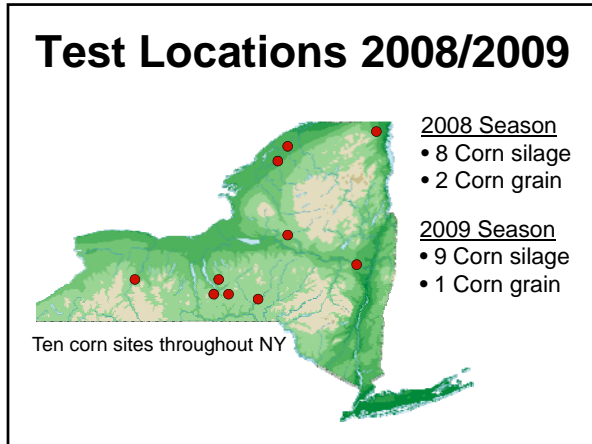 Test Locations 2008/2009
2008 Season
• 8 Corn silage
• 2 Corn grain
2009 Season
• 9 Corn silage
• 1 Corn grain
Ten corn sites throughout NY